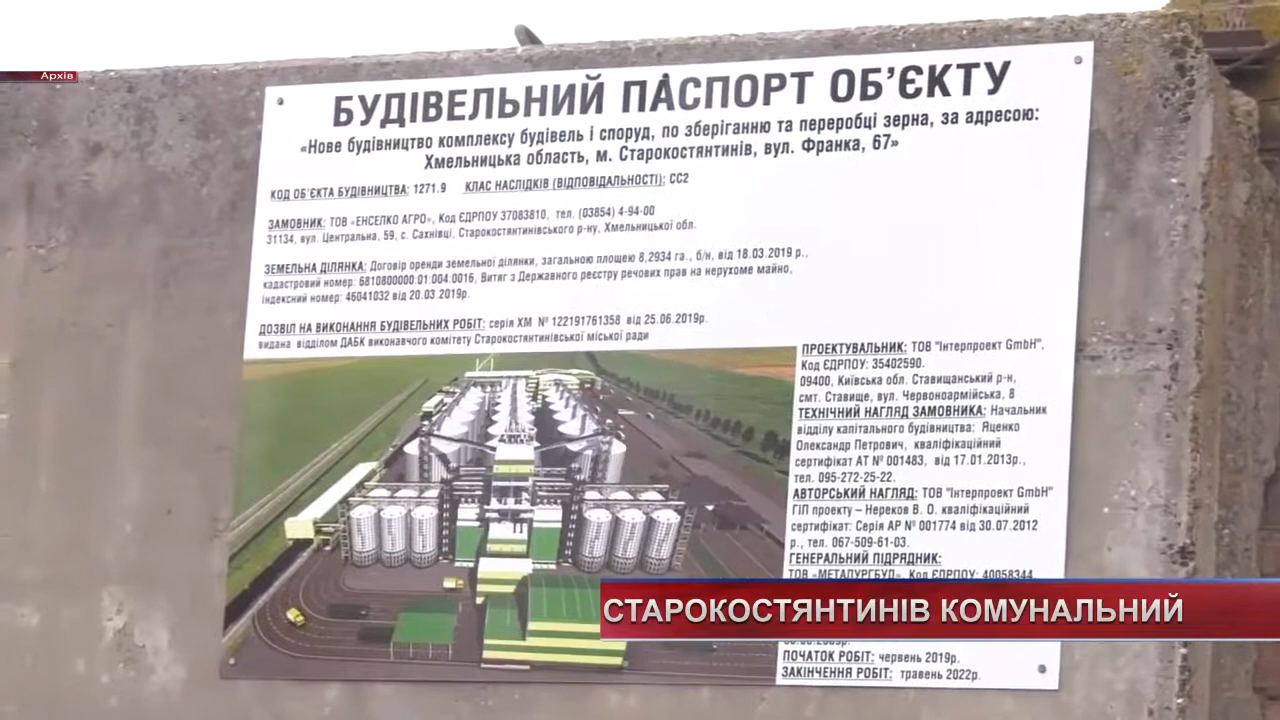 Архів
БУДІВЕЛЬНИЙ ПАСПОРТ ОБ'ЄКТУ
«Нове будівництво комплексу будівель і споруд, по зберіганню та переробці зерна, за адресою:
Хмельницька область, м. Старокостянтинів, вул. Франка, 67»
КОД ОБ'ЄКТА БУДІВНИЦТВА: 1271.9 КЛАС НАСЛІДКІВ (ВІДПОВІДАЛЬНОСТІ): СС2
ЗАМОВНИК: ТОВ «ЕНСЕЛКО АГРО», Код ЄДРПОУ 37083810, тел. (03854) 4-94-00
31134, вул. Центральна, 59, с. Сахнівці, Старокостянтинівського р-ну, Хмельницької обл.
ЗЕМЕЛЬНА ДІЛЯНКА: Договір оренди земельної ділянки, загальною площею 8,2934 га., б/н, від 18.03.2019 р.,
кадастровий номер: 6810800000:01:004:0016, Витяг з Державного реєстру речових прав на нерухоме майно,
індексний номер: 46041032 від 20.03.2019р.
ДОЗВІЛ НА ВИКОНАННЯ БУДІВЕЛЬНИХ РОБІТ: серія ХМ № 122191761358 від 25.06.2019р.
видана відділом ДАБК виконавчого комітету Старокостянтинівської міської ради
ПРОЕКТУВАЛЬНИК: ТОВ "Інтерпроект GmbH",
Код ЄДРПОУ: 35402590.
09400, Київська обл. Ставищанський р-н,
смт. Ставище, вул. Червоноармійська, 8
ТЕХНІЧНИЙ НАГЛЯД ЗАМОВНИКА: Начальник
відділу капітального будівництва: Яценко
Олександр Петрович, кваліфікаційний
сертифікат АТ № 001483, від 17.01.2013р.,
тел. 095-272-25-22.
АВТОРСЬКИЙ НАГЛЯД: ТОВ "Інтерпроект GmbH"
ГІП проекту – Нереков В. О. кваліфікаційний
сертифікат: Серія АР № 001774 від 30.07.2012
р., тел. 067-509-61-03.
ГЕНЕРАЛЬНИЙ ПІДРЯДНИК:
ТОВ «МЕТАЛУРГБУД», Код ЄДРПОУ: 40058344,
СТАРОКОСТЯНТИНІВ КОМУНАЛЬНИЙ
ПОЧАТОК РОБІТ: червень 2019р.
ЗАКІНЧЕННЯ РОБІТ: травень 2022р.